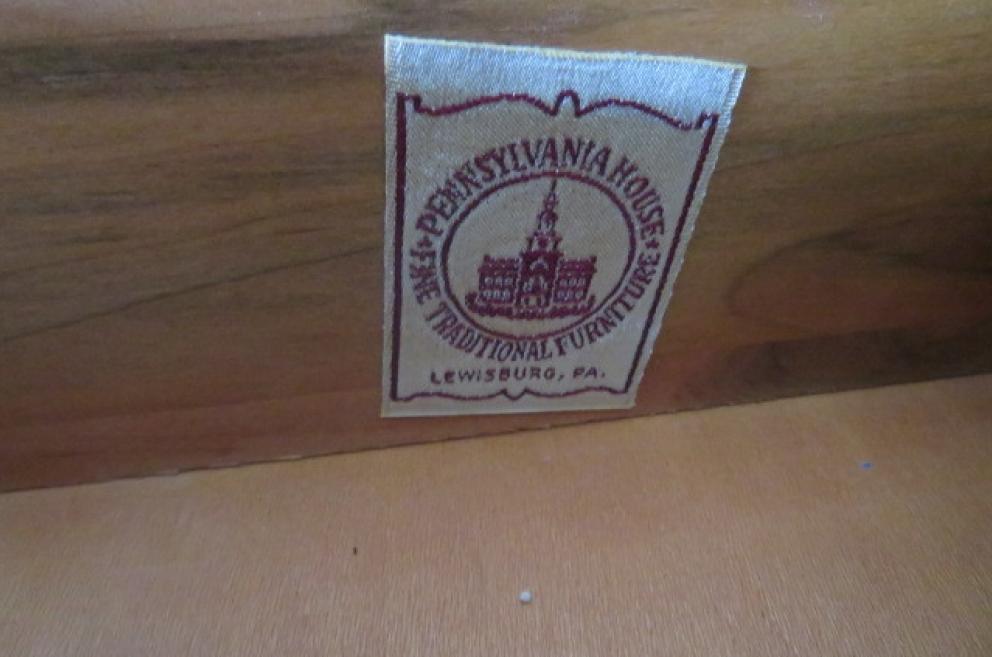 PENNSYLVANIA HOUSE
FINE TRADITIONAL FURNITURE
LEWISBURG, PA.